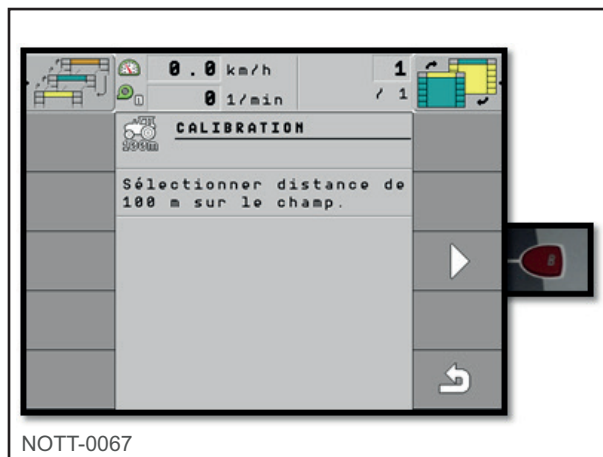 0.0 km/h 1
0 1/min / 1
100m CALIBRATION
Sélectionner distance de
100 m sur le champ.
NOTT-0067